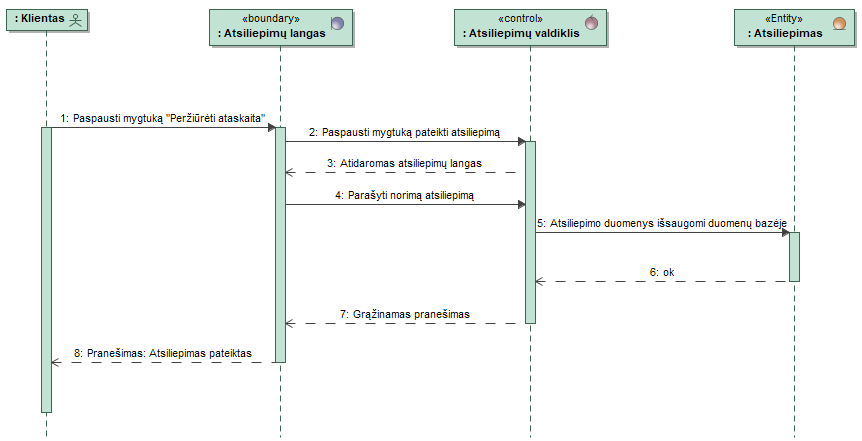 : Klientas
«boundary»
: Atsiliepimų langas
«control»
: Atsiliepimų valdiklis
«Entity»
: Atsiliepimas
1: Paspausti mygtuką "Peržiūrėti ataskaita"
2: Paspausti mygtuką pateikti atsiliepimą
3: Atidaromas atsiliepimų langas
4: Parašyti norimą atsiliepimą
5: Atsiliepimo duomenys išsaugomi duomenų bazėje
6: ok
7: Grąžinamas pranešimas
8: Pranešimas: Atsiliepimas pateiktas